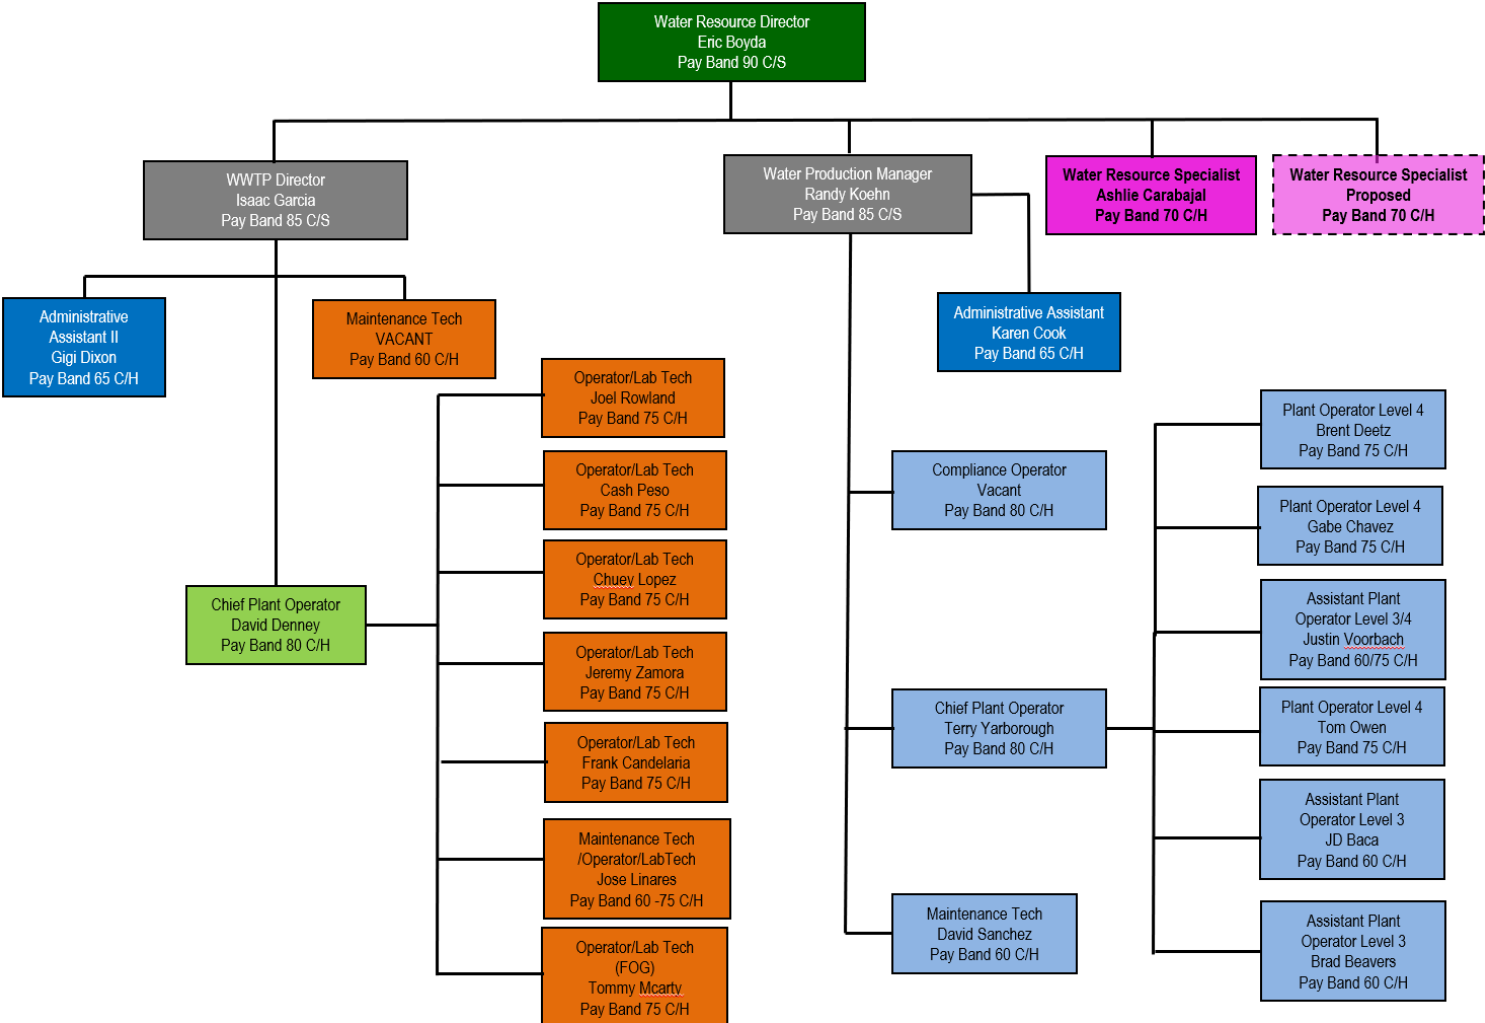 Water Resource Director
Eric Boyda
Pay Band 90 C/S
WWTP Director
Isaac Garcia
Pay Band 85 C/S
Water Production Manager
Randy Koehn
Pay Band 85 C/S
Water Resource Specialist
Ashlie Carabajal
Pay Band 70 C/H
Water Resource Specialist
Proposed
Pay Band 70 C/H
Administrative
Assistant II
Gigi Dixon
Pay Band 65 C/H
Maintenance Tech
VACANT
Pay Band 60 C/H
Administrative Assistant
Karen Cook
Pay Band 65 C/H
Operator/Lab Tech
Joel Rowland
Pay Band 75 C/H
Operator/Lab Tech
Cash Peso
Pay Band 75 C/H
Operator/Lab Tech
Chuey Lopez
Pay Band 75 C/H
Chief Plant Operator
David Denney
Pay Band 80 C/H
Operator/Lab Tech
Jeremy Zamora
Pay Band 75 C/H
Operator/Lab Tech
Frank Candelaria
Pay Band 75 C/H
Maintenance Tech
/Operator/LabTech
Jose Linares
Pay Band 60 -75 C/H
Operator/Lab Tech
(FOG)
Tommy Mcarty
Pay Band 75 C/H
Compliance Operator
Vacant
Pay Band 80 C/H
Chief Plant Operator
Terry Yarborough
Pay Band 80 C/H
Maintenance Tech
David Sanchez
Pay Band 60 C/H
Plant Operator Level 4
Brent Deetz
Pay Band 75 C/H
Plant Operator Level 4
Gabe Chavez
Pay Band 75 C/H
Assistant Plant
Operator Level 3/4
Justin Voorbach
Pay Band 60/75 C/H
Plant Operator Level 4
Tom Owen
Pay Band 75 C/H
Assistant Plant
Operator Level 3
JD Baca
Pay Band 60 C/H
Assistant Plant
Operator Level 3
Brad Beavers
Pay Band 60 C/H